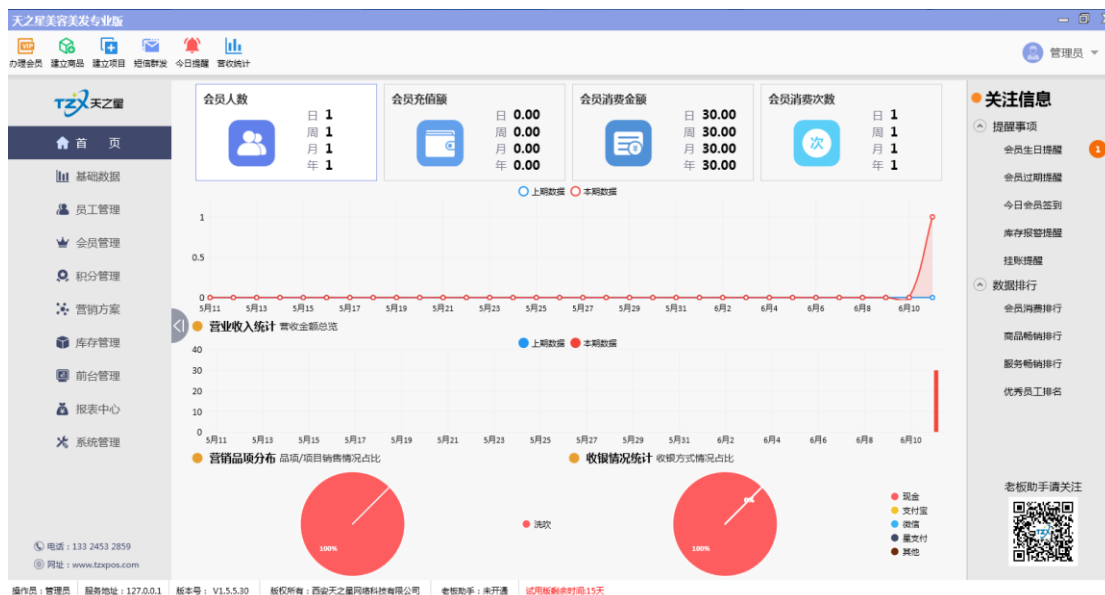 天之星美容美发专业版
办理会员 建立商品 建立项目 短信群发 今日提醒 营收统计
管理员
TZX天之星
首 页
基础数据
员工管理
会员管理
积分管理
营销方案
库存管理
前台管理
报表中心
系统管理
电话：133 2453 2859
网址：www.tzxpos.com
会员人数
日 1
周 1
月 1
年 1
会员充值额
日 0.00
周 0.00
月 0.00
年 0.00
会员消费金额
日 30.00
周 30.00
月 30.00
年 30.00
会员消费次数
次
日 1
周 1
月 1
年 1
上期数据 本期数据
1
0.5
0
5月11 5月13 5月15 5月17 5月19 5月21 5月23 5月25 5月27 5月29 5月31 6月2 6月4 6月6 6月8 6月10
营业收入统计 营收金额总览
上期数据 本期数据
40
30
20
10
0
5月11 5月13 5月15 5月17 5月19 5月21 5月23 5月25 5月27 5月29 5月31 6月2 6月4 6月6 6月8 6月10
营销品项分布 品项/项目销售情况占比
100%
洗吹
收银情况统计 收银方式情况占比
0%
100%
现金
支付宝
微信
星支付
其他
关注信息
提醒事项
会员生日提醒 1
会员过期提醒
今日会员签到
库存报警提醒
挂账提醒
数据排行
会员消费排行
商品畅销排行
服务畅销排行
优秀员工排名
老板助手请关注
TZX
操作员：管理员 服务地址：127.0.0.1 版本号： V1.5.5.30 版权所有：西安天之星网络科技有限公司 老板助手：未开通 试用版剩余时间:15天